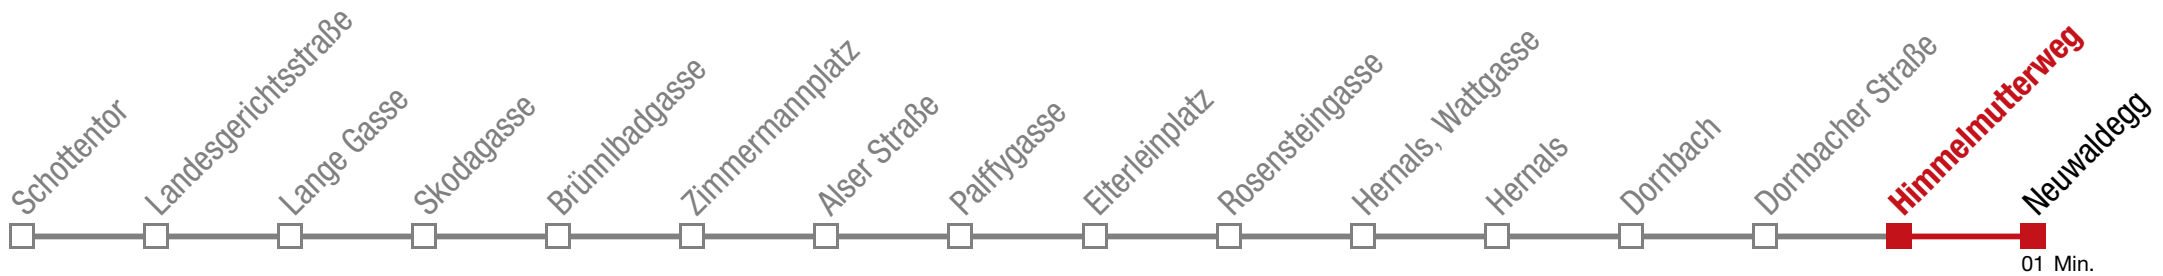 Schottentor
Landesgerichtsstraße
Lange Gasse
Skodagasse
Brünnlbadgasse
Zimmermannplatz
Alser Straße
Palffygasse
Elterleinplatz
Rosensteingasse
Hernals, Wattgasse
Hernals
Dornbach
Dornbacher Straße
Himmelmutterweg
Neuwaldegg
01 Min.